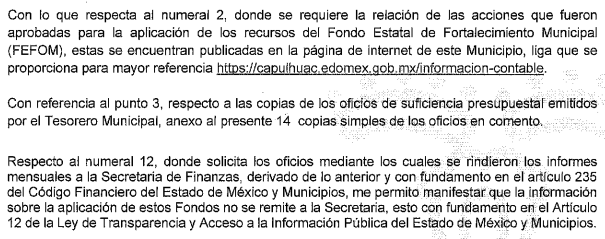 Con lo que respecta al numeral 2, donde se requiere la relación de las acciones que fueron
aprobadas para la aplicación de los recursos del Fondo Estatal de Fortalecimiento Municipal
(FEFOM), estas se encuentran publicadas en la página de internet de este Municipio, liga que se
proporciona para mayor referencia https://capulhuac.edomex.gob.mx/informacion-contable.
Con referencia al punto 3, respecto a las copias de los oficios de suficiencia presupuestal emitidos
por el Tesorero Municipal, anexo al presente 14 copias simples de los oficios en comento.
Respecto al numeral 12, donde solicita los oficios mediante los cuales se rindieron los informes
mensuales a la Secretaria de Finanzas, derivado de lo anterior y con fundamento en el artículo 235
del Código Financiero del Estado de México y Municipios, me permito manifestar que la información
sobre la aplicación de estos Fondos no se remite a la Secretaria, esto con fundamento en el Artículo
12 de la Ley de Transparencia y Acceso a la Información Pública del Estado de México y Municipios.